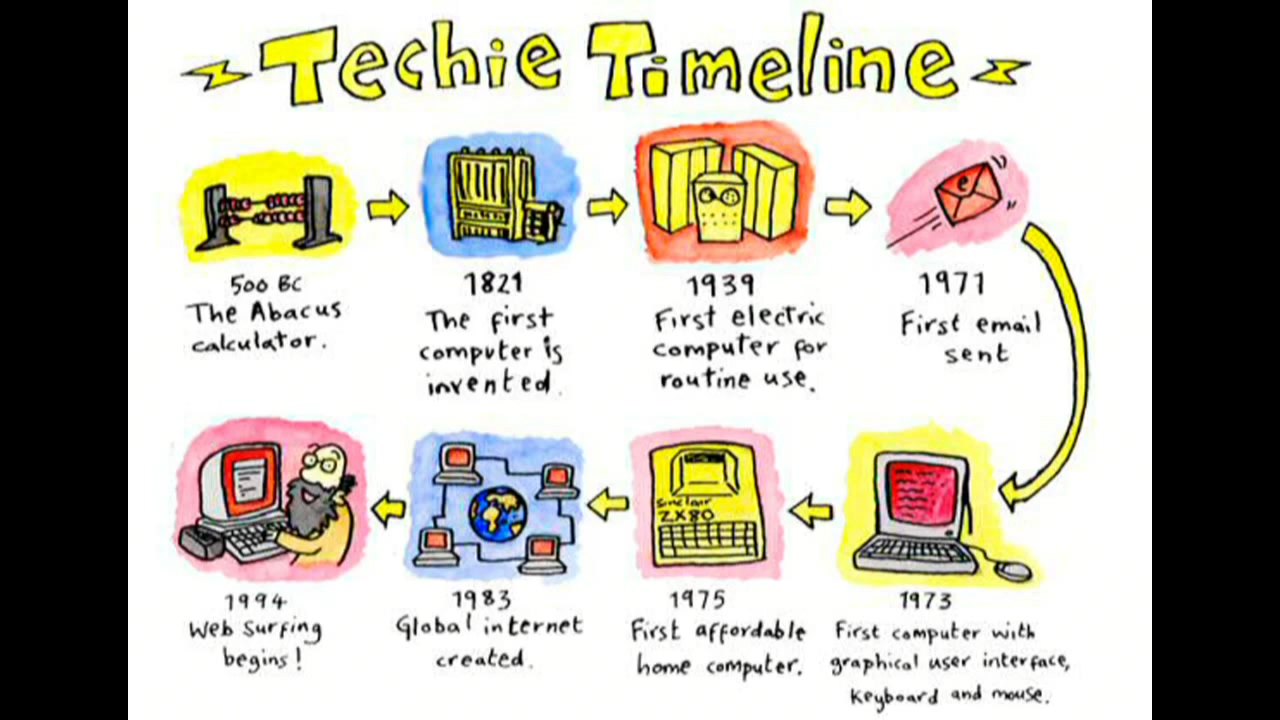 Techie Timeline
500 BC
The Abacus
calculator.
1821
The first
computer is
invented.
1939
First electric
computer for
routine use.
e
1971
First email
sent
1973
First computer with
graphical user interface,
keyboard and mouse.
Sinclair
ZX80
1975
First affordable
home computer.
1983
Global internet
created.
1994
Web surfing
begins!